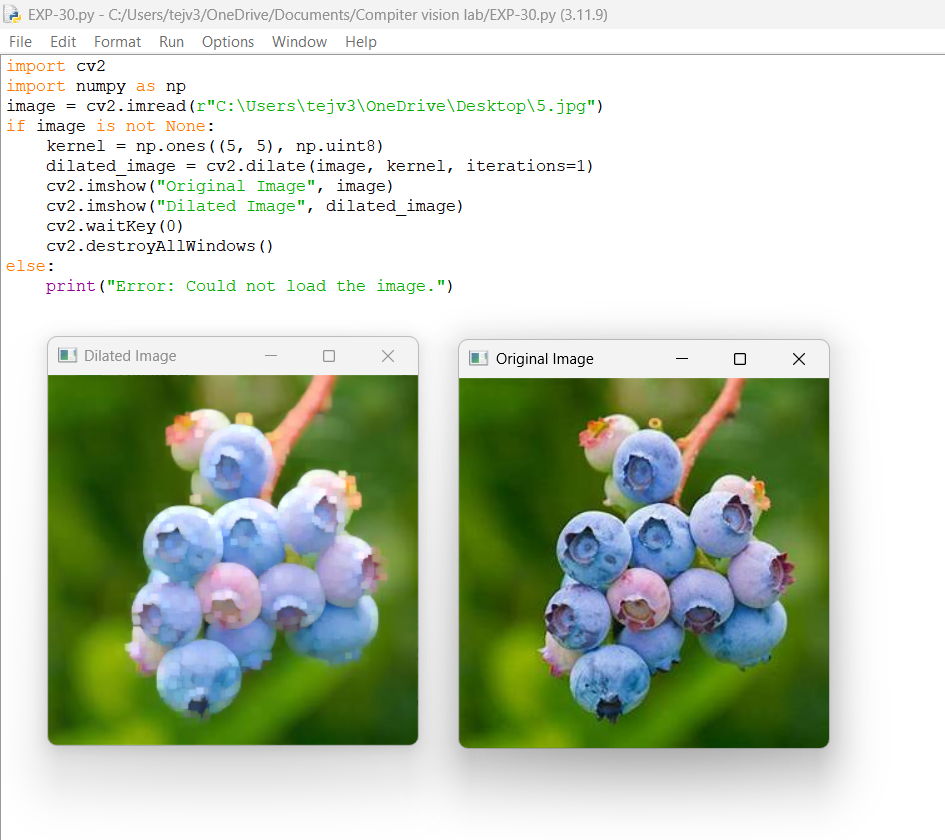 EXP-30.py - C:/Users/tejv3/OneDrive/Documents/Compiter vision lab/EXP-30.py (3.11.9)
File Edit Format Run Options Window Help
import cv2
import numpy as np
image = cv2.imread(r"C:\Users\tejv3\OneDrive\Desktop\5.jpg")
if image is not None:
    kernel = np.ones((5, 5), np.uint8)
    dilated_image = cv2.dilate(image, kernel, iterations=1)
    cv2.imshow("Original Image", image)
    cv2.imshow("Dilated Image", dilated_image)
    cv2.waitKey(0)
    cv2.destroyAllWindows()
else:
    print("Error: Could not load the image.")
Dilated Image
Original Image